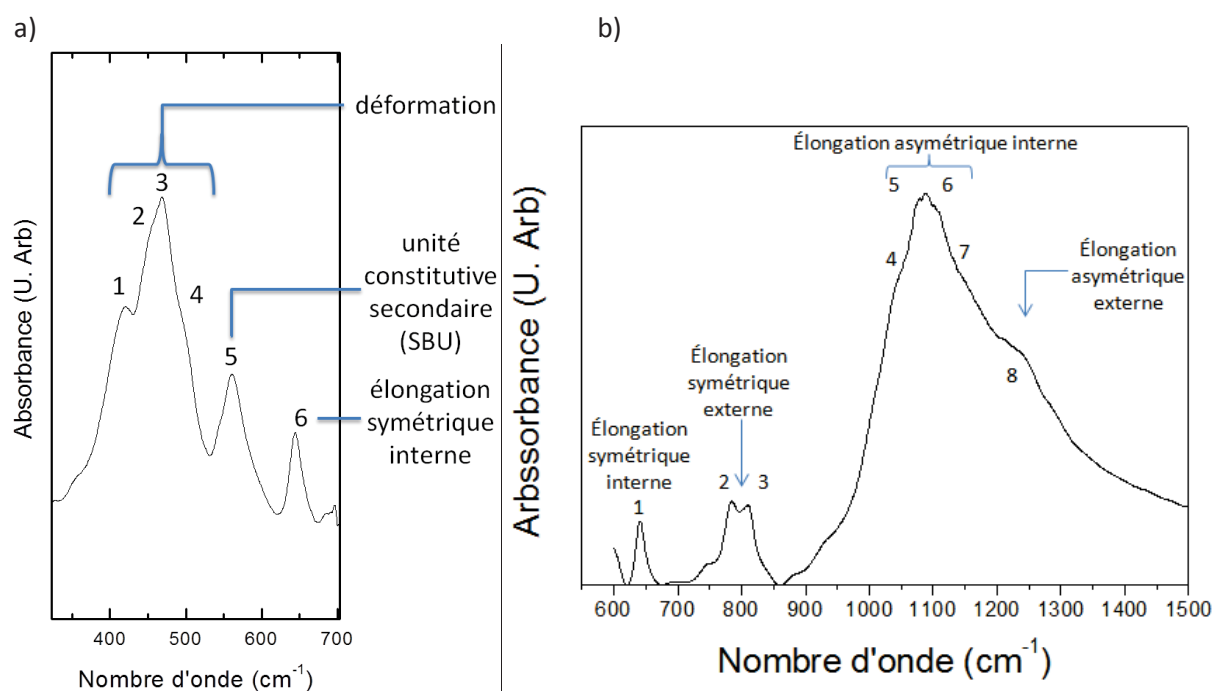 a)
déformation
3
2
1
4
unité
constitutive
secondaire
(SBU)
5
élongation
symétrique
interne
6
Absorbance (U. Arb)
400 500 600 700
Nombre d'onde (cm-1)
b)
Élongation asymétrique interne
5 6
4 7
Élongation
asymétrique
externe
8
Élongation
symétrique
externe
2 3
Élongation
symétrique
interne
1
Arbssorbance (U. Arb)
600 700 800 900 1000 1100 1200 1300 1400 1500
Nombre d'onde (cm-1)